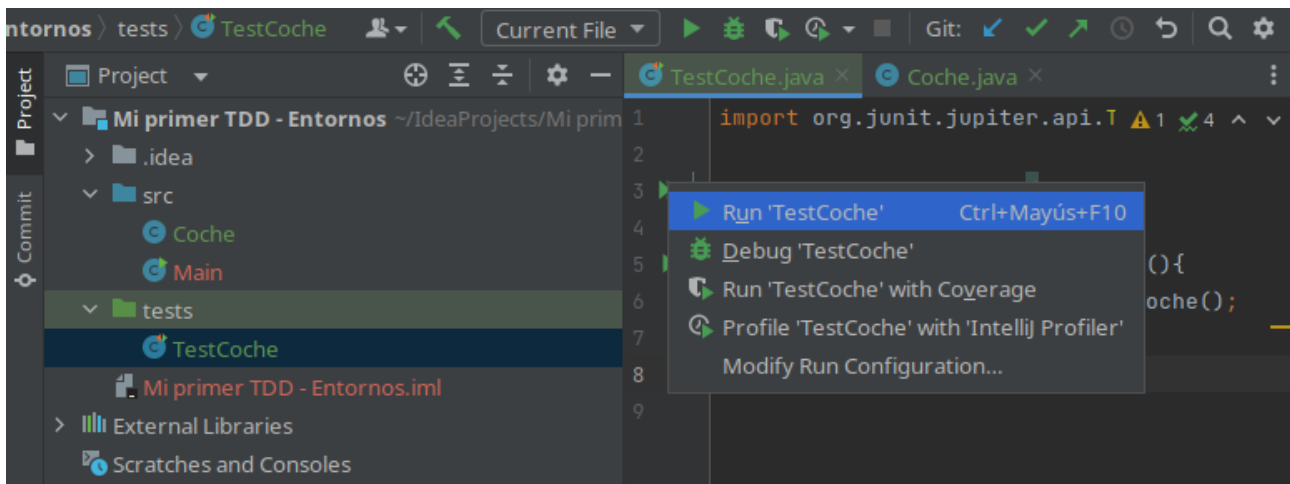 ntornos > tests > TestCoche Current File Git:
Project
Project
Commit
Mi primer TDD - Entornos ~/IdeaProjects/Mi prim
.idea
src
Coche
Main
tests
TestCoche
Mi primer TDD - Entornos.iml
External Libraries
Scratches and Consoles
TestCoche.java × Coche.java ×
1 import org.junit.jupiter.api.T 1 4
2
3
4
5 (){
6 oche();
7
8
9
Run 'TestCoche' Ctrl+Mayús+F10
Debug 'TestCoche'
Run 'TestCoche' with Coverage
Profile 'TestCoche' with 'IntelliJ Profiler'
Modify Run Configuration...